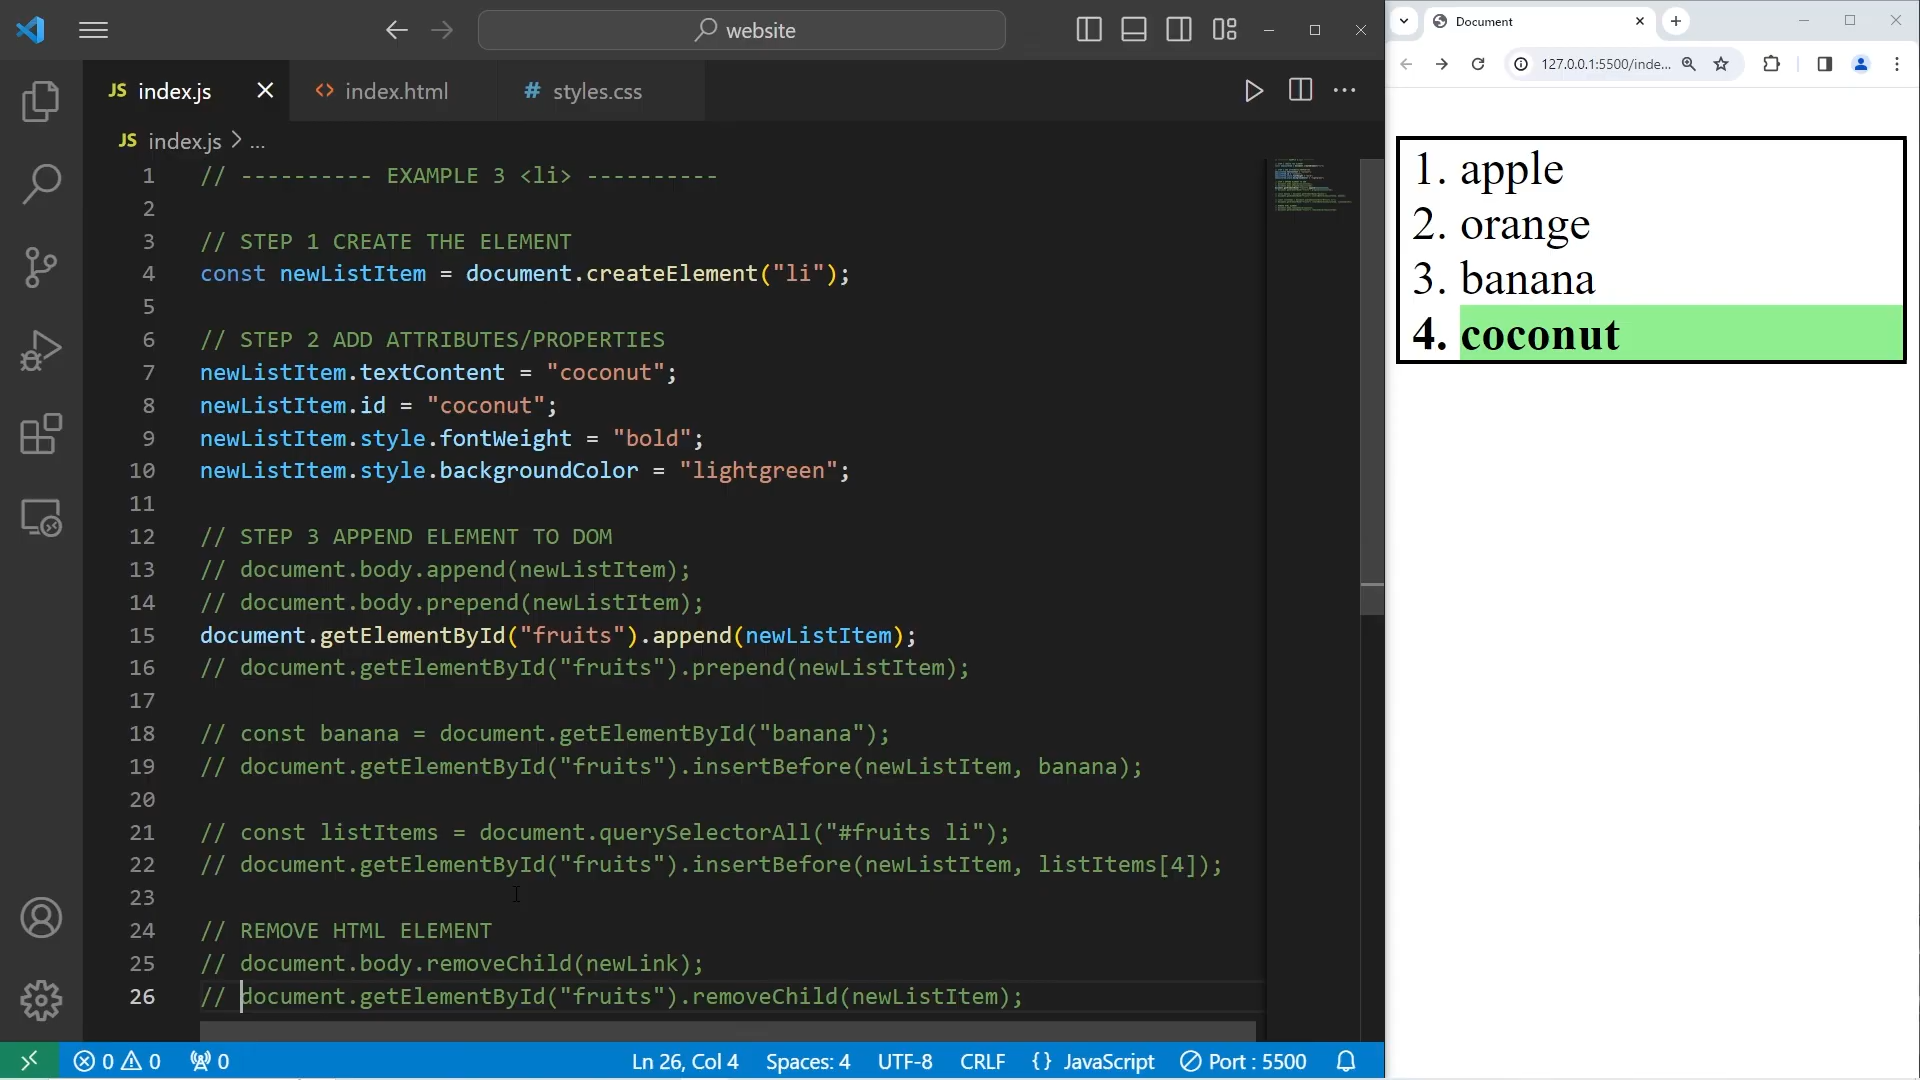 website
JS index.js
<> index.html
# styles.css
JS index.js > ...
1 // ---------- EXAMPLE 3 <li> ----------
2
3 // STEP 1 CREATE THE ELEMENT
4 const newListItem = document.createElement("li");
5
6 // STEP 2 ADD ATTRIBUTES/PROPERTIES
7 newListItem.textContent = "coconut";
8 newListItem.id = "coconut";
9 newListItem.style.fontWeight = "bold";
10 newListItem.style.backgroundColor = "lightgreen";
11
12 // STEP 3 APPEND ELEMENT TO DOM
13 // document.body.append(newListItem);
14 // document.body.prepend(newListItem);
15 document.getElementById("fruits").append(newListItem);
16 // document.getElementById("fruits").prepend(newListItem);
17
18 // const banana = document.getElementById("banana");
19 // document.getElementById("fruits").insertBefore(newListItem, banana);
20
21 // const listItems = document.querySelectorAll("#fruits li");
22 // document.getElementById("fruits").insertBefore(newListItem, listItems[4]);
23
24 // REMOVE HTML ELEMENT
25 // document.body.removeChild(newLink);
26 // document.getElementById("fruits").removeChild(newListItem);
0 0 0 Ln 26, Col 4 Spaces: 4 UTF-8 CRLF {} JavaScript Port : 5500
Document
127.0.0.1:5500/inde...
1. apple
2. orange
3. banana
4. coconut